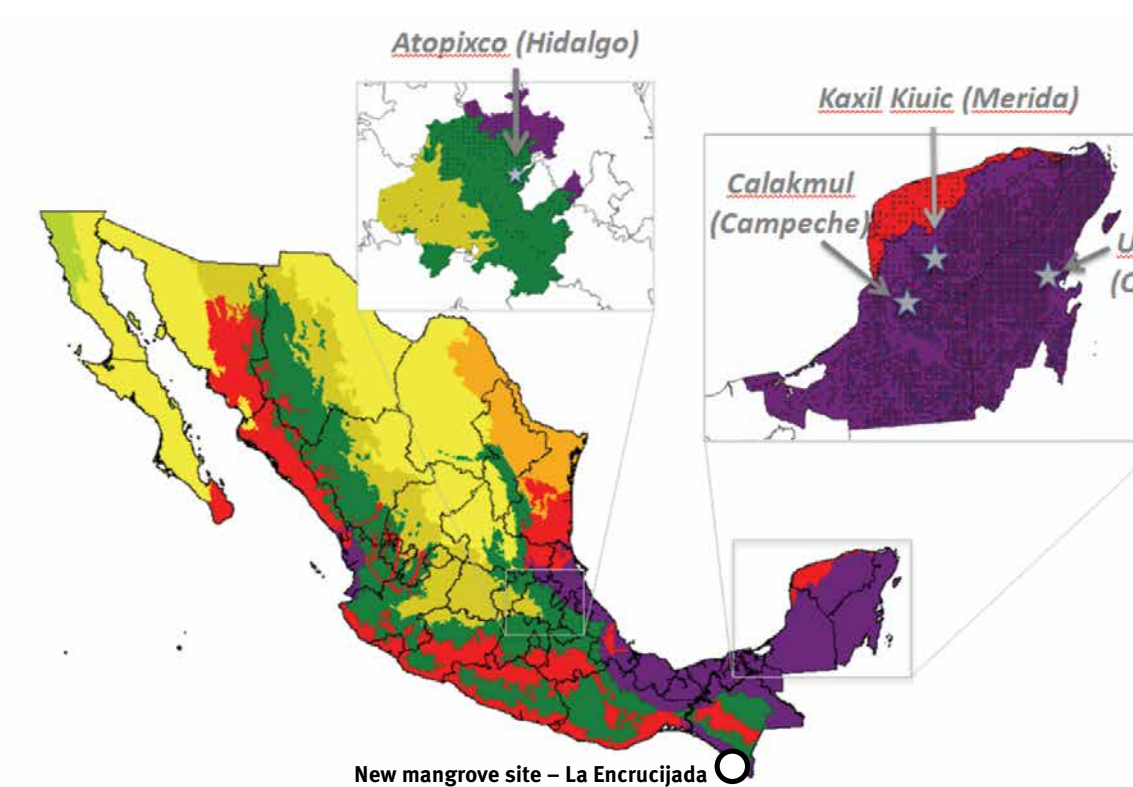 Atopixco (Hidalgo)
Kaxil Kiuic (Merida)
Calakmul
(Campeche)
New mangrove site – La Encrucijada